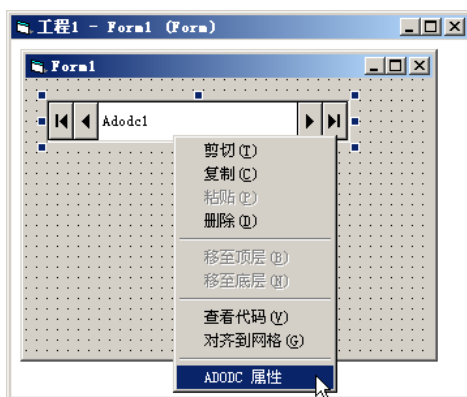 工程1 - Form1 (Form)
Form1
Adodc1
剪切(T)
复制(C)
粘贴(P)
删除(D)
移至顶层(B)
移至底层(N)
查看代码(V)
对齐到网格(G)
ADODC 属性